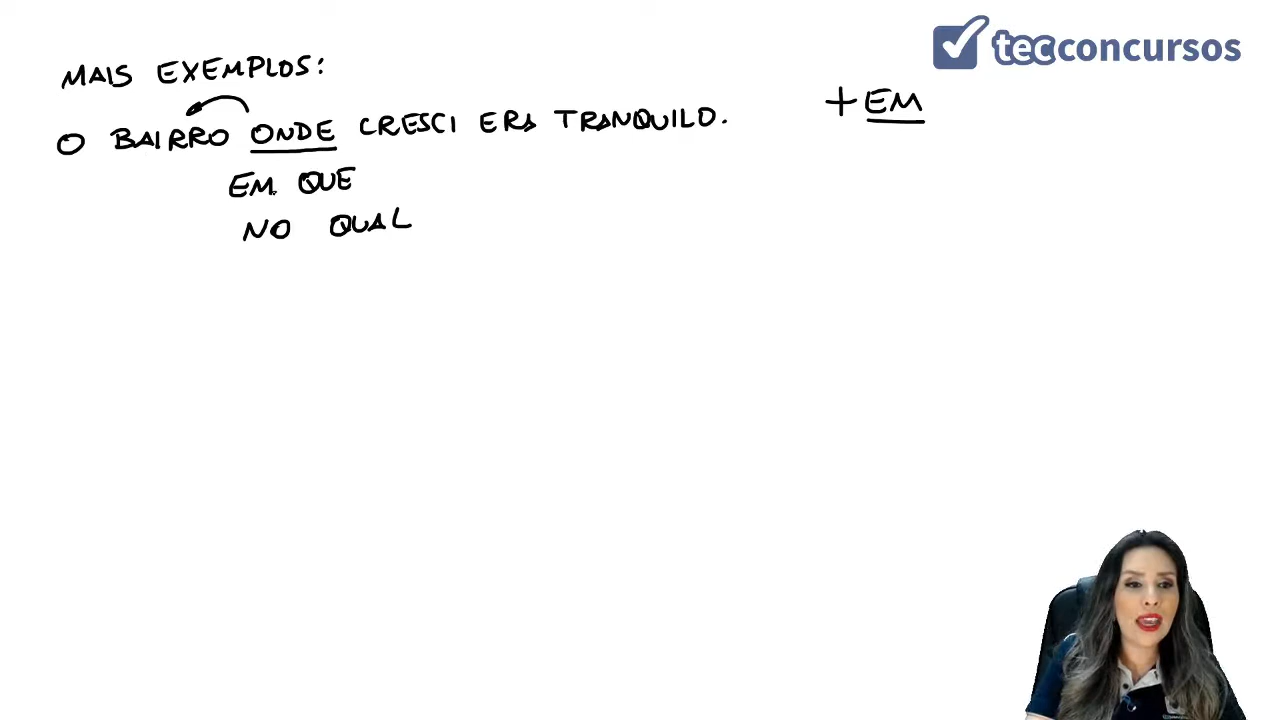 tecconcursos
MAIS EXEMPLOS:
+ EM
O BAIRRO ONDE CRESCI ERA TRANQUILO.
EM QUE
NO QUAL